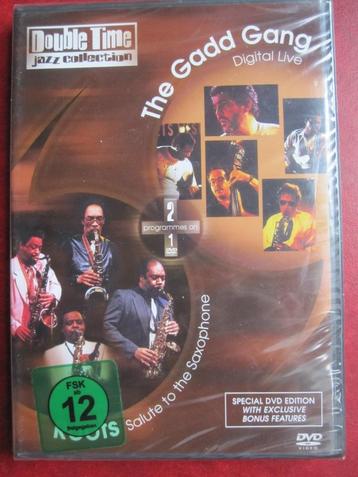 Double Time
jazz collection
The Gadd Gang
Digital Live
2
programmes on
1
DVD
ROOTS
Salute to the Saxophone
FSK
ab
12
freigegeben
SPECIAL DVD EDITION
WITH EXCLUSIVE
BONUS FEATURES
DVD
VIDEO